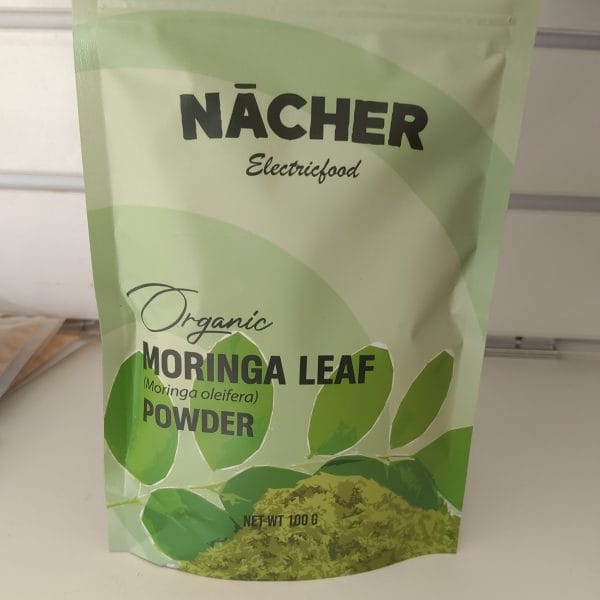 NĀCHER
Electricfood
Organic
MORINGA LEAF
(Moringa oleifera)
POWDER
NET WT 100 G